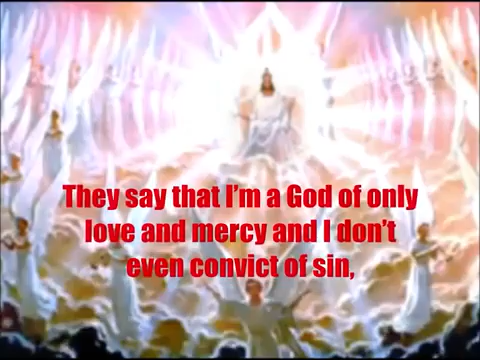 They say that I’m a God of only
love and mercy and I don’t
even convict of sin,